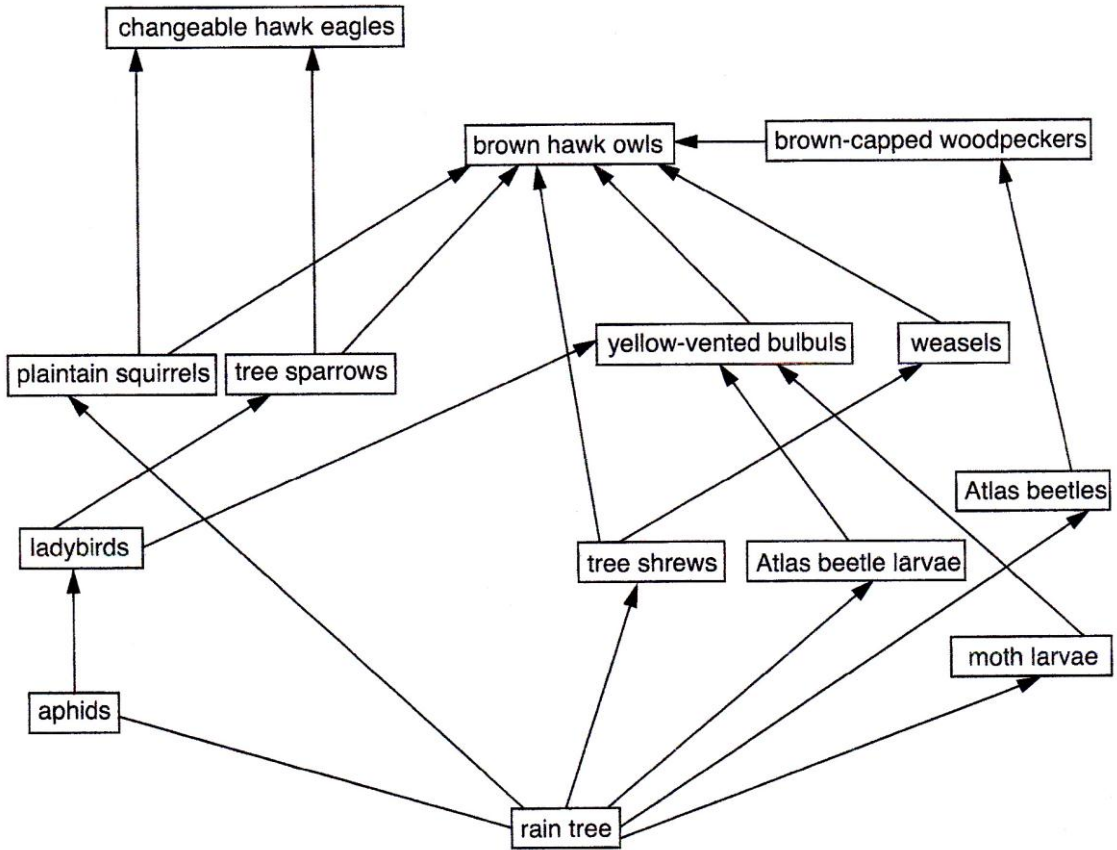 changeable hawk eagles
brown hawk owls
brown-capped woodpeckers
plaintain squirrels
tree sparrows
yellow-vented bulbuls
weasels
Atlas beetles
ladybirds
tree shrews
Atlas beetle larvae
moth larvae
aphids
rain tree